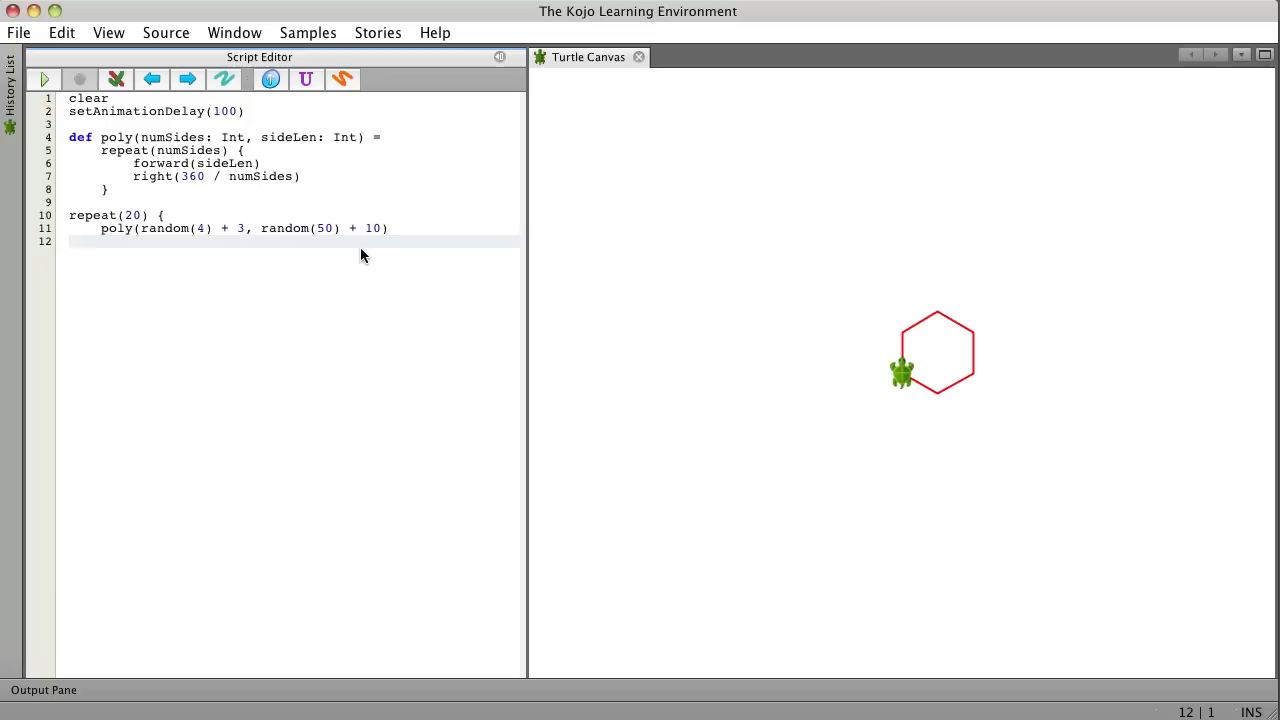 The Kojo Learning Environment
File Edit View Source Window Samples Stories Help
History List
Script Editor
Turtle Canvas
U
1 clear
2 setAnimationDelay(100)
3
4 def poly(numSides: Int, sideLen: Int) =
5     repeat(numSides) {
6         forward(sideLen)
7         right(360 / numSides)
8     }
9
10 repeat(20) {
11     poly(random(4) + 3, random(50) + 10)
12
Output Pane
12 | 1 INS